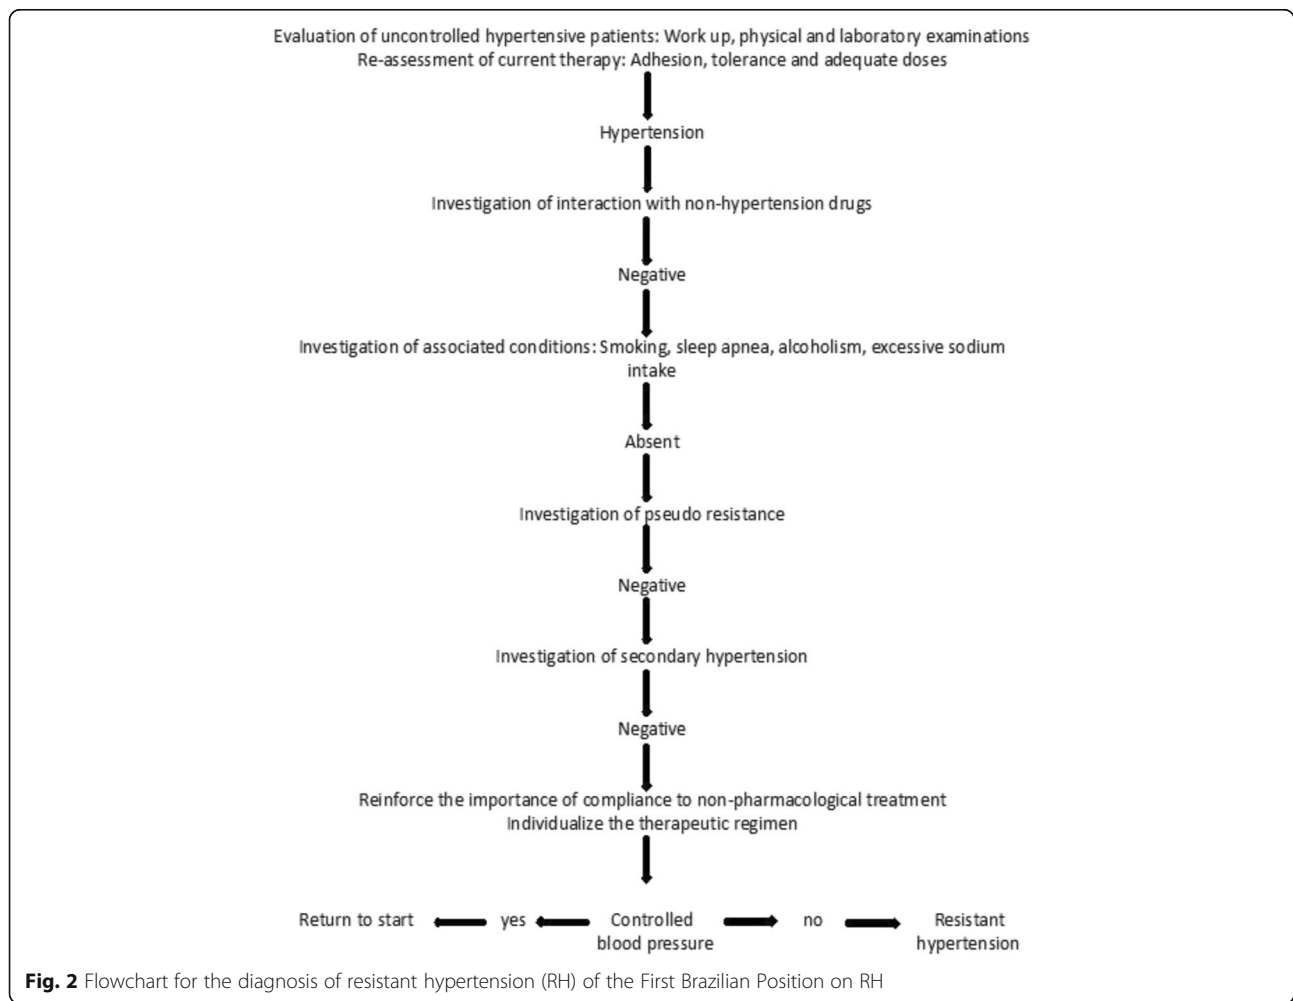 Evaluation of uncontrolled hypertensive patients: Work up, physical and laboratory examinations
Re-assessment of current therapy: Adhesion, tolerance and adequate doses
Hypertension
Investigation of interaction with non-hypertension drugs
Negative
Investigation of associated conditions: Smoking, sleep apnea, alcoholism, excessive sodium
intake
Absent
Investigation of pseudo resistance
Negative
Investigation of secondary hypertension
Negative
Reinforce the importance of compliance to non-pharmacological treatment
Individualize the therapeutic regimen
Return to start yes Controlled no Resistant
blood pressure hypertension
Fig. 2 Flowchart for the diagnosis of resistant hypertension (RH) of the First Brazilian Position on RH